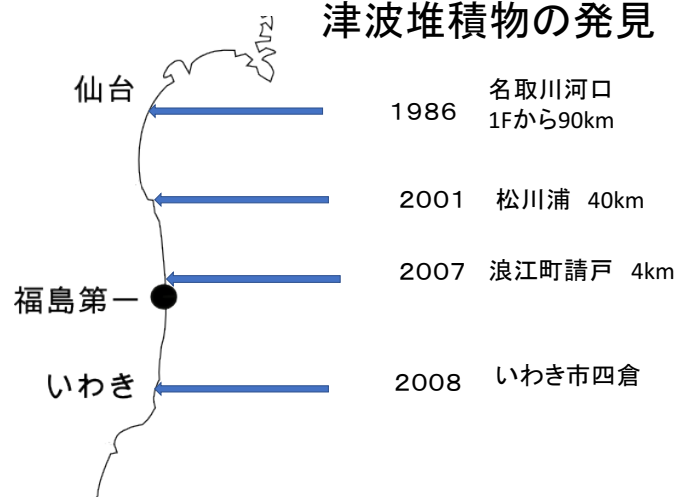 津波堆積物の発見
仙台
1986 名取川河口
1Fから90km
2001 松川浦 40km
2007 浪江町請戸 4km
福島第一
いわき
2008 いわき市四倉